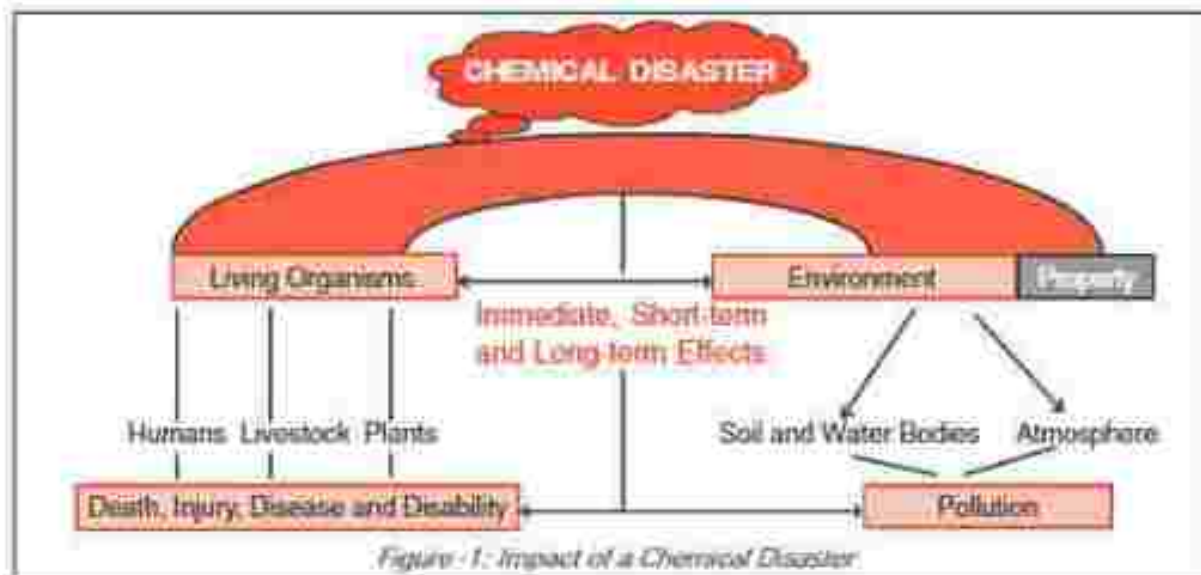 CHEMICAL DISASTER
Living Organisms
Environment
Property
Immediate, Short-term
and Long-term Effects
Humans Livestock Plants
Soil and Water Bodies Atmosphere
Death, Injury, Disease and Disability
Pollution
Figure -1: Impact of a Chemical Disaster